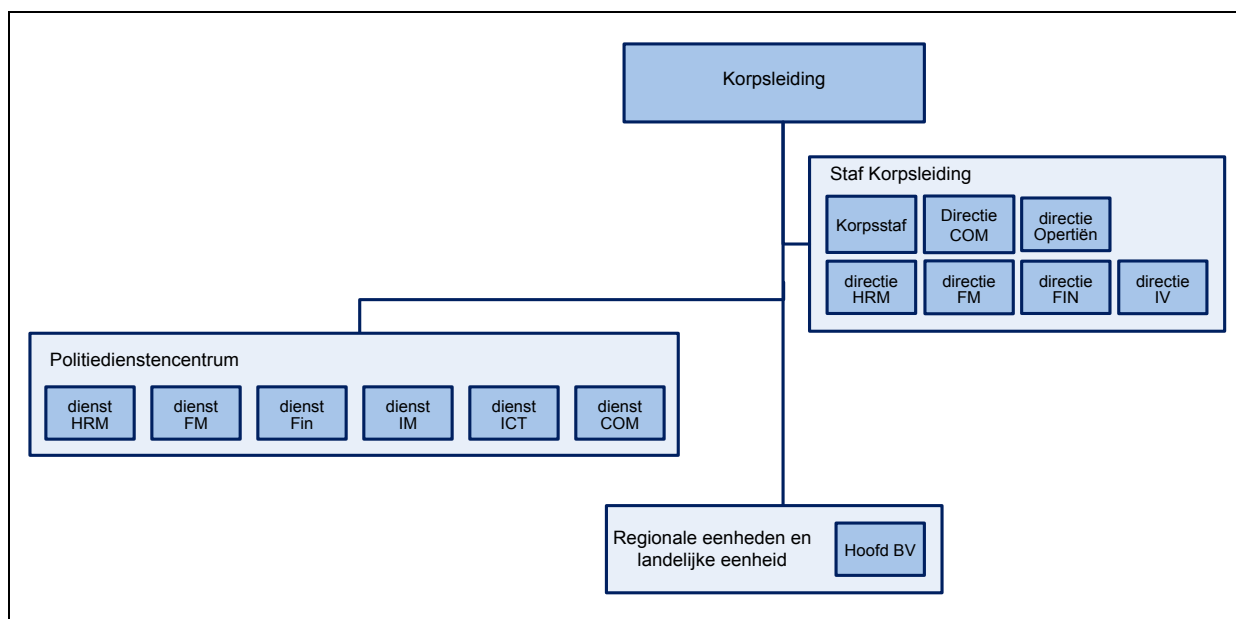 Korpsleiding
Staf Korpsleiding
Korpsstaf
Directie
COM
directie
Opertiën
directie
HRM
directie
FM
directie
FIN
directie
IV
Politiedienstencentrum
dienst
HRM
dienst
FM
dienst
Fin
dienst
IM
dienst
ICT
dienst
COM
Regionale eenheden en
landelijke eenheid
Hoofd BV